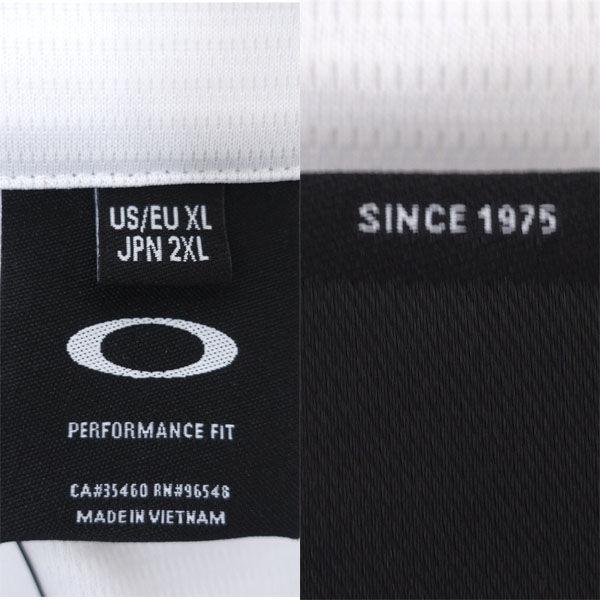 US/EU XL
JPN 2XL
PERFORMANCE FIT
CA#35460 RN#96548
MADE IN VIETNAM
SINCE 1975